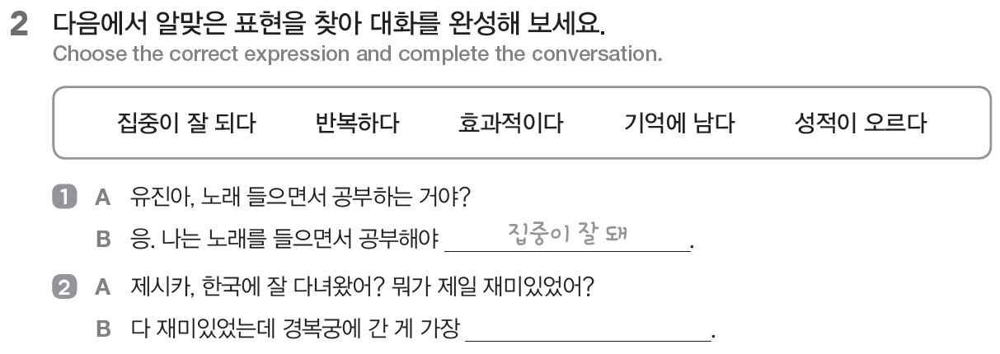 2 다음에서 알맞은 표현을 찾아 대화를 완성해 보세요.
Choose the correct expression and complete the conversation.
집중이 잘 되다 반복하다 효과적이다 기억에 남다 성적이 오르다
1 A 유진아, 노래 들으면서 공부하는 거야?
B 응. 나는 노래를 들으면서 공부해야 집중이 잘 돼.
2 A 제시카, 한국에 잘 다녀왔어? 뭐가 제일 재미있었어?
B 다 재미있었는데 경복궁에 간 게 가장 .